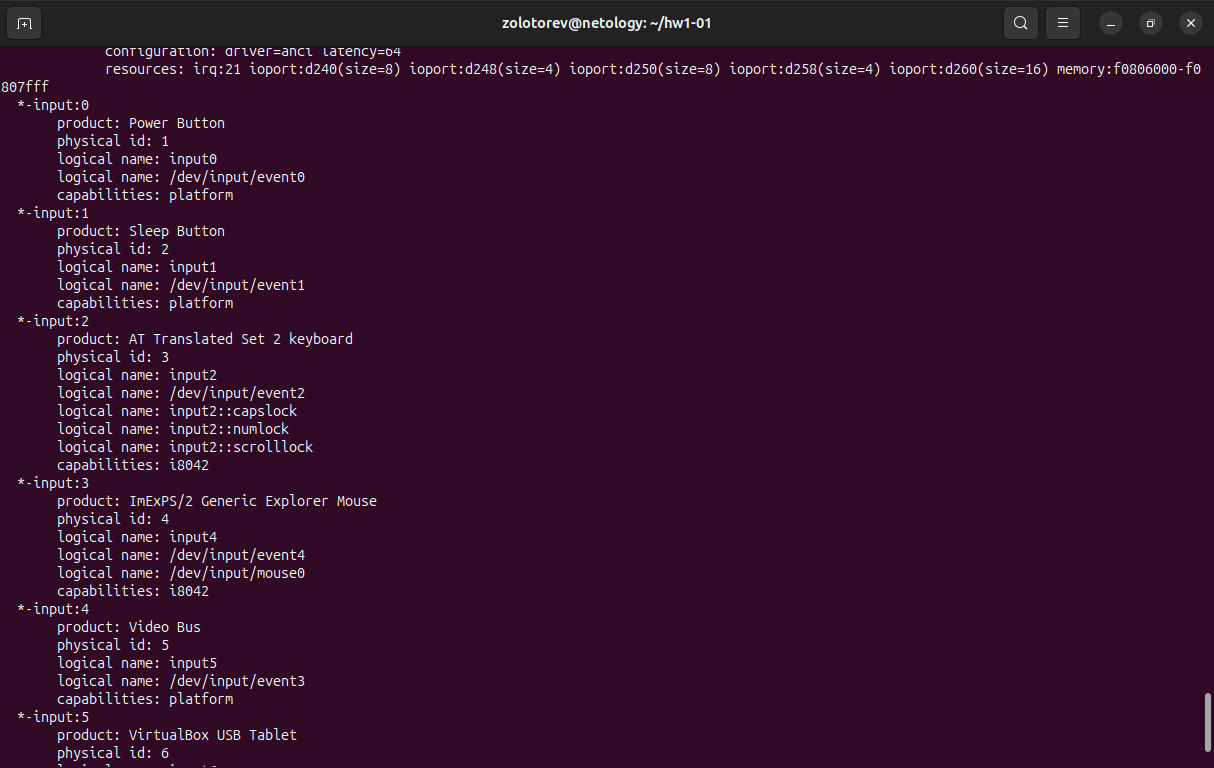 zolotorev@netology: ~/hw1-01
configuration: driver=ahci latency=64
resources: irq:21 ioport:d240(size=8) ioport:d248(size=4) ioport:d250(size=8) ioport:d258(size=4) ioport:d260(size=16) memory:f0806000-f0
807fff
*-input:0
product: Power Button
physical id: 1
logical name: input0
logical name: /dev/input/event0
capabilities: platform
*-input:1
product: Sleep Button
physical id: 2
logical name: input1
logical name: /dev/input/event1
capabilities: platform
*-input:2
product: AT Translated Set 2 keyboard
physical id: 3
logical name: input2
logical name: /dev/input/event2
logical name: input2::capslock
logical name: input2::numlock
logical name: input2::scrolllock
capabilities: i8042
*-input:3
product: ImExPS/2 Generic Explorer Mouse
physical id: 4
logical name: input4
logical name: /dev/input/event4
logical name: /dev/input/mouse0
capabilities: i8042
*-input:4
product: Video Bus
physical id: 5
logical name: input5
logical name: /dev/input/event3
capabilities: platform
*-input:5
product: VirtualBox USB Tablet
physical id: 6